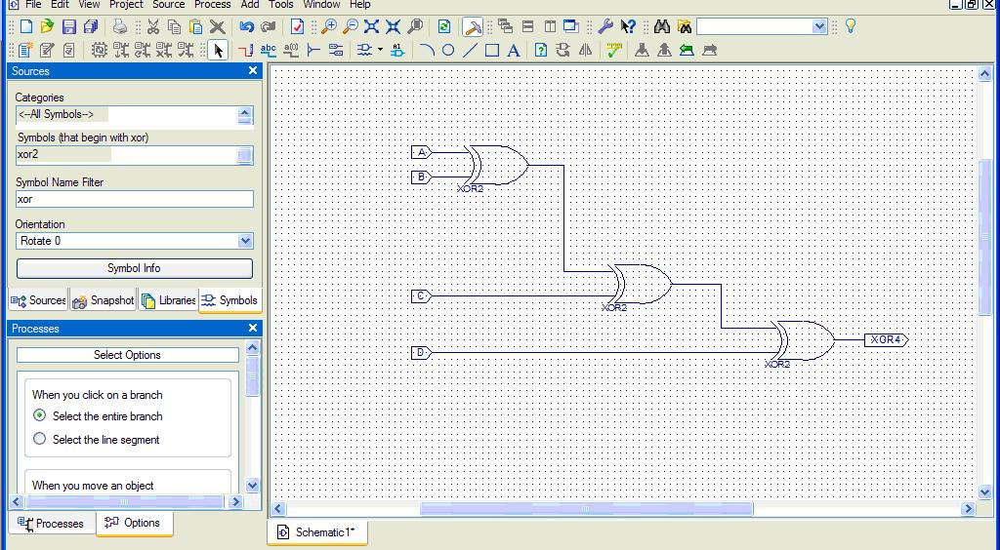 File Edit View Project Source Process Add Tools Window Help
abc
A1
A
Sources
Categories
<--All Symbols-->
Symbols (that begin with xor)
xor2
Symbol Name Filter
xor
Orientation
Rotate 0
Symbol Info
Sources Snapshot Libraries Symbols
Processes
Select Options
When you click on a branch
Select the entire branch
Select the line segment
When you move an object
Processes Options
A
B
XOR2
C
XOR2
D
XOR2
XOR4
Schematic1*